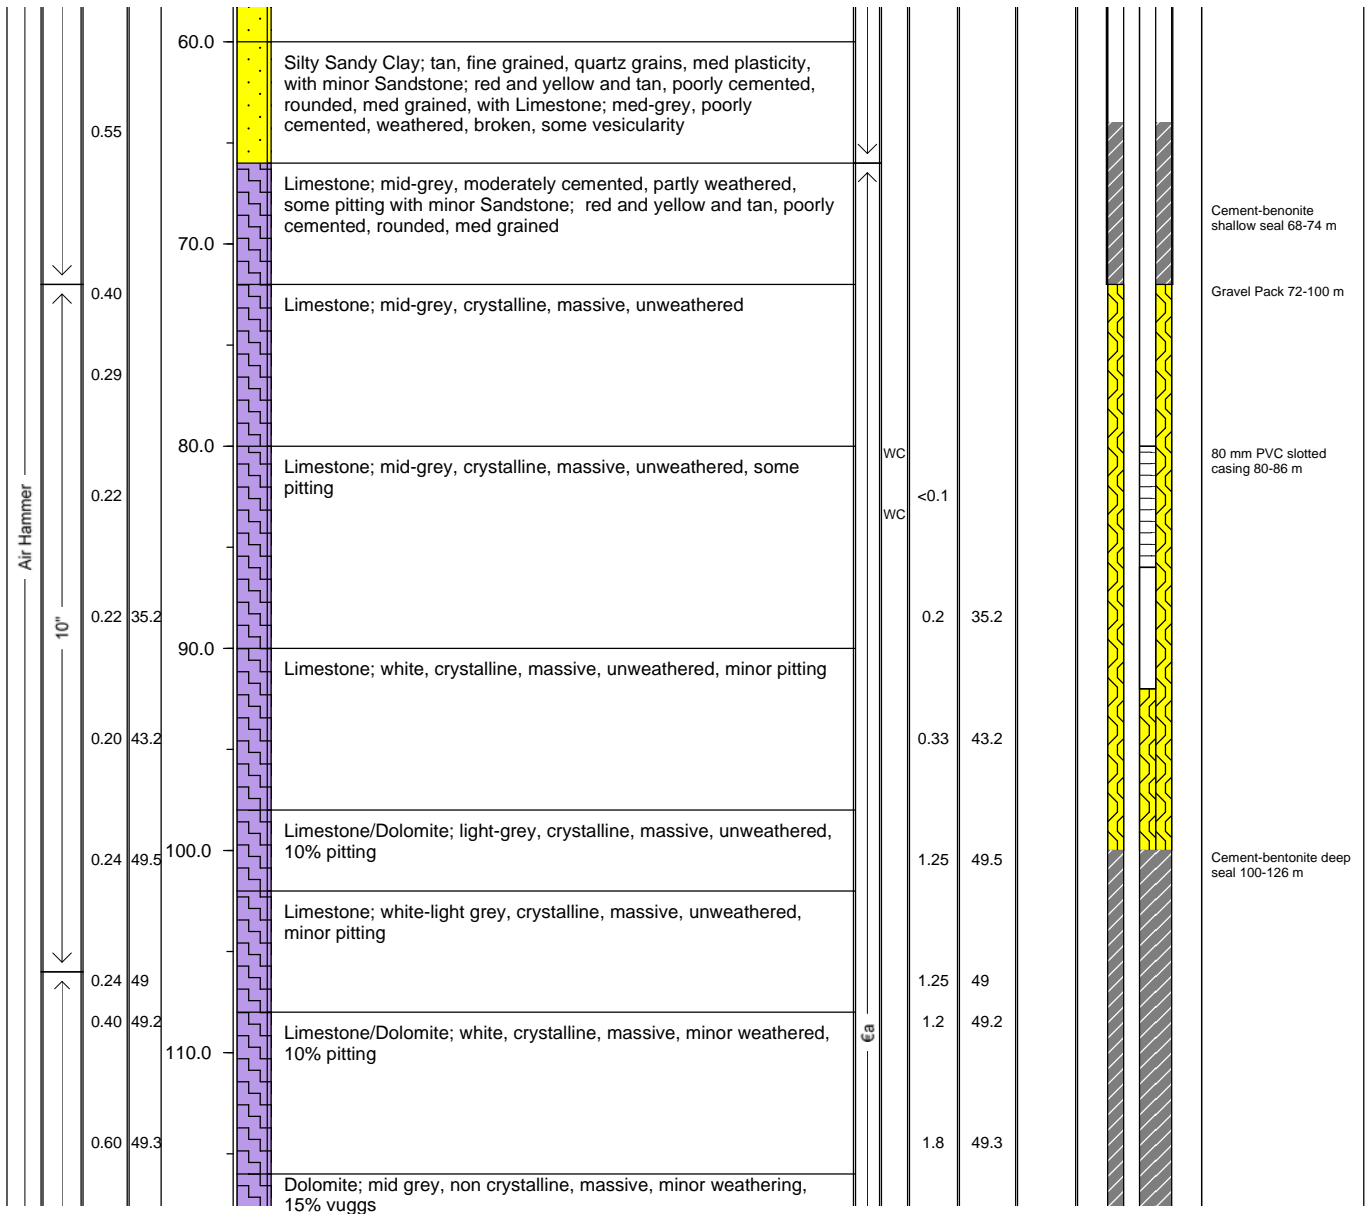 60.0
Silty Sandy Clay; tan, fine grained, quartz grains, med plasticity,
with minor Sandstone; red and yellow and tan, poorly cemented,
rounded, med grained, with Limestone; med-grey, poorly
cemented, weathered, broken, some vesicularity
0.55
Limestone; mid-grey, moderately cemented, partly weathered,
some pitting with minor Sandstone; red and yellow and tan, poorly
cemented, rounded, med grained
Cement-benonite
shallow seal 68-74 m
70.0
0.40
Limestone; mid-grey, crystalline, massive, unweathered
Gravel Pack 72-100 m
0.29
80.0
Limestone; mid-grey, crystalline, massive, unweathered, some
pitting
WC
80 mm PVC slotted
casing 80-86 m
Air Hammer
0.22
<0.1
WC
10"
0.22 35.2
0.2 35.2
90.0
Limestone; white, crystalline, massive, unweathered, minor pitting
0.20 43.2
0.33 43.2
Limestone/Dolomite; light-grey, crystalline, massive, unweathered,
10% pitting
100.0
0.24 49.5
1.25 49.5
Cement-bentonite deep
seal 100-126 m
Limestone; white-light grey, crystalline, massive, unweathered,
minor pitting
0.24 49
1.25 49
0.40 49.2
Limestone/Dolomite; white, crystalline, massive, minor weathered,
10% pitting
1.2 49.2
€a
110.0
0.60 49.3
1.8 49.3
Dolomite; mid grey, non crystalline, massive, minor weathering,
15% vuggs